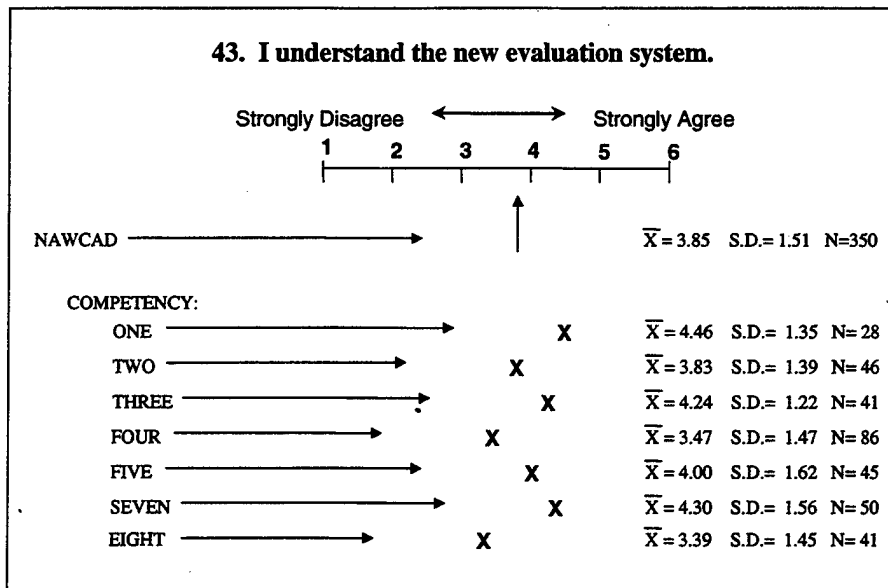 43. I understand the new evaluation system.
Strongly Disagree Strongly Agree
1 2 3 4 5 6
NAWCAD X̅ = 3.85 S.D.= 1.51 N=350
COMPETENCY:
ONE X X̅ = 4.46 S.D.= 1.35 N= 28
TWO X X̅ = 3.83 S.D.= 1.39 N= 46
THREE X X̅ = 4.24 S.D.= 1.22 N= 41
FOUR X X̅ = 3.47 S.D.= 1.47 N= 86
FIVE X X̅ = 4.00 S.D.= 1.62 N= 45
SEVEN X X̅ = 4.30 S.D.= 1.56 N= 50
EIGHT X X̅ = 3.39 S.D.= 1.45 N= 41